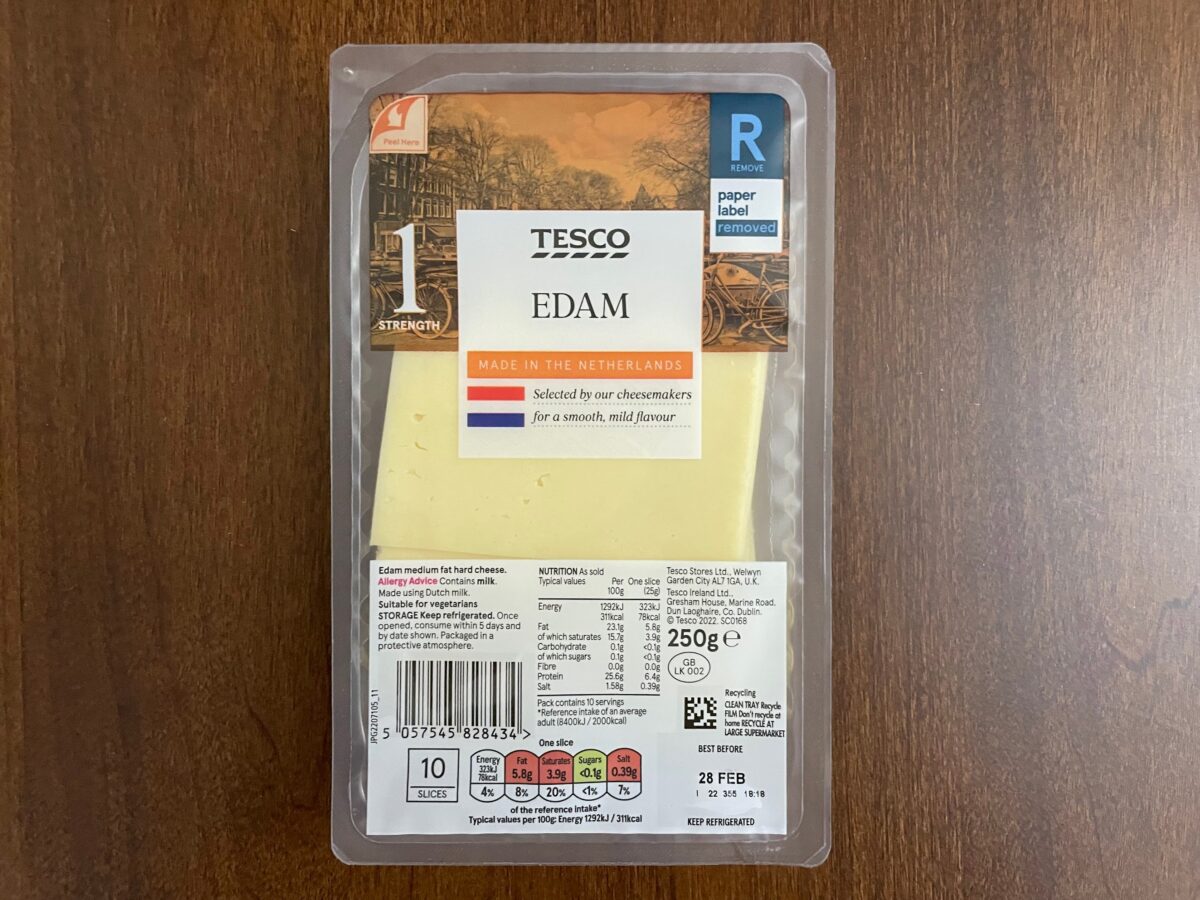 Peel Here
R
REMOVE
paper
label
removed
1
STRENGTH
TESCO
EDAM
MADE IN THE NETHERLANDS
Selected by our cheesemakers
for a smooth, mild flavour
Edam medium fat hard cheese.
Allergy Advice Contains milk.
Made using Dutch milk.
Suitable for vegetarians
STORAGE Keep refrigerated. Once
opened, consume within 5 days and
by date shown. Packaged in a
protective atmosphere.
JPG2207105_11
5 057545 828434 >
10
SLICES
NUTRITION As sold
Typical values Per 100g One slice (25g)
Energy 1292kJ 323kJ
311kcal 78kcal
Fat 23.1g 5.8g
of which saturates 15.7g 3.9g
Carbohydrate 0.1g <0.1g
of which sugars 0.1g <0.1g
Fibre 0.0g 0.0g
Protein 25.6g 6.4g
Salt 1.58g 0.39g
Pack contains 10 servings
*Reference intake of an average
adult (8400kJ / 2000kcal)
One slice
Energy 323kJ 78kcal 4%
Fat 5.8g 8%
Saturates 3.9g 20%
Sugars <0.1g <1%
Salt 0.39g 7%
of the reference intake*
Typical values per 100g: Energy 1292kJ / 311kcal
Tesco Stores Ltd., Welwyn
Garden City AL7 1GA, U.K.
Tesco Ireland Ltd.,
Gresham House, Marine Road.
Dun Laoghaire, Co. Dublin.
© Tesco 2022. SC0168
250g ℮
GB
LK 002
Recycling
CLEAN TRAY Recycle
FILM Don't recycle at
home RECYCLE AT
LARGE SUPERMARKET
BEST BEFORE
28 FEB
1 22 355 18:18
KEEP REFRIGERATED